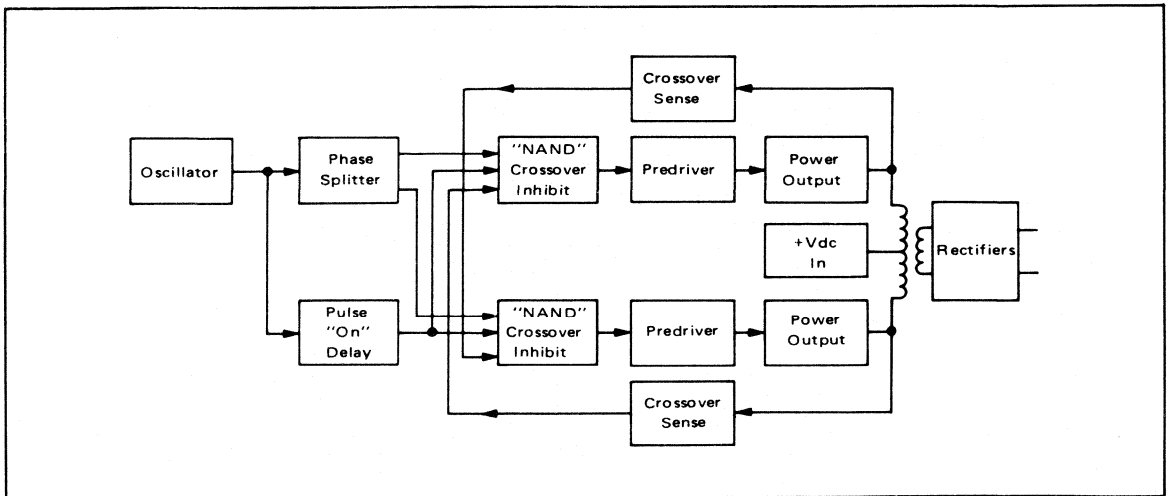 Crossover
Sense
Oscillator
Phase
Splitter
"NAND"
Crossover
Inhibit
Predriver
Power
Output
+Vdc
In
Rectifiers
Pulse
"On"
Delay
"NAND"
Crossover
Inhibit
Predriver
Power
Output
Crossover
Sense